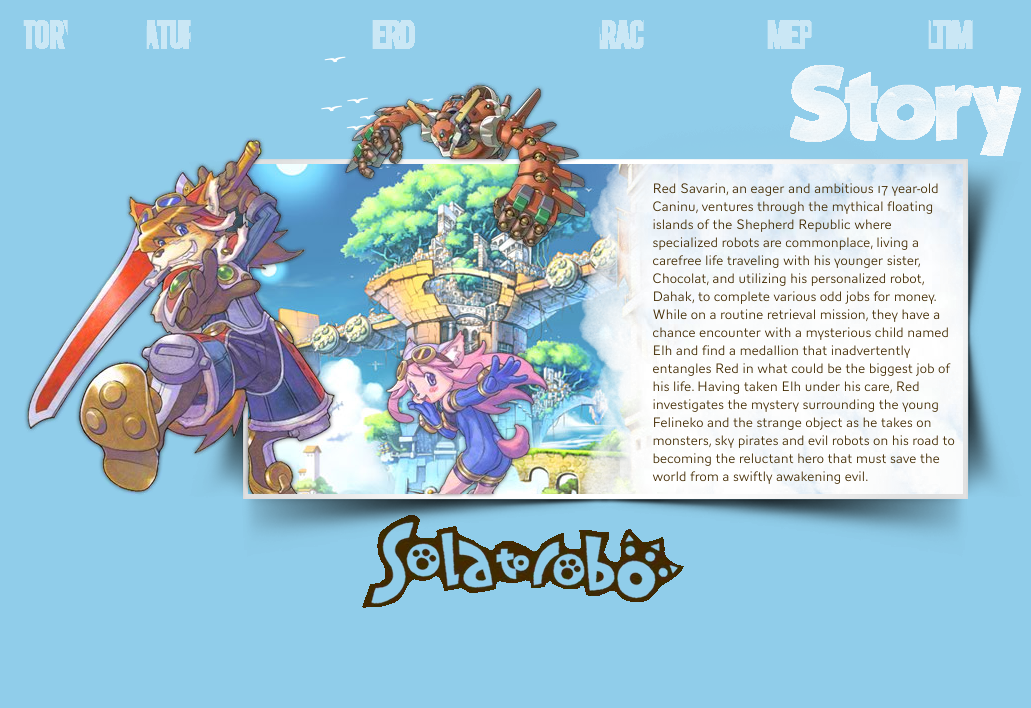 Story
Red Savarin, an eager and ambitious 17 year-old
Caninu, ventures through the mythical floating
islands of the Shepherd Republic where
specialized robots are commonplace, living a
carefree life traveling with his younger sister,
Chocolat, and utilizing his personalized robot,
Dahak, to complete various odd jobs for money.
While on a routine retrieval mission, they have a
chance encounter with a mysterious child named
Elh and find a medallion that inadvertently
entangles Red in what could be the biggest job of
his life. Having taken Elh under his care, Red
investigates the mystery surrounding the young
Felineko and the strange object as he takes on
monsters, sky pirates and evil robots on his road to
becoming the reluctant hero that must save the
world from a swiftly awakening evil.
Solatorobo